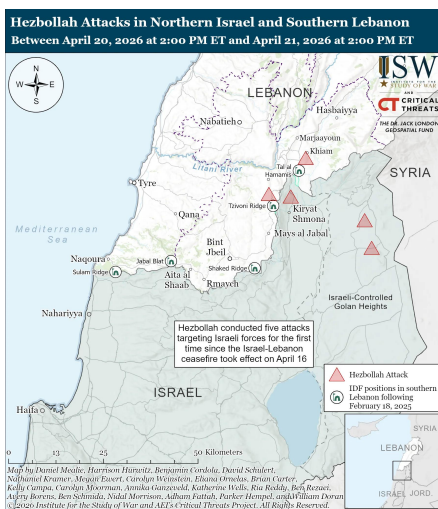 Hezbollah Attacks in Northern Israel and Southern Lebanon
Between April 20, 2026 at 2:00 PM ET and April 21, 2026 at 2:00 PM ET
N
W
E
S
ISW
INSTITUTE FOR THE
STUDY OF WAR
AND
CT CRITICAL
THREATS
THE DR. JACK LONDON
GEOSPATIAL FUND
LEBANON
Hasbaiyya
Nabatieh
Marjaayoun
Khiam
Litani River
Tal al
Hamamis
SYRIA
Tyre
Tzivoni Ridge
Kiryat
Shmona
Qana
Mediterranean
Sea
Mays al Jabal
Bint
Jbeil
Naqoura
Jabal Blat
Shaked Ridge
Sulam Ridge
Aita al
Shaab
Rmaych
Israeli-Controlled
Golan Heights
Nahariyya
Hezbollah conducted five attacks
targeting Israeli forces for the first
time since the Israel-Lebanon
ceasefire took effect on April 16
Hezbollah Attack
IDF positions in southern
Lebanon following
February 18, 2025
ISRAEL
Haifa
SYRIA
LEBANON
ISRAEL
JORD.
0
13
25
50 Kilometers
Map by Daniel Mealie, Harrison Hurwitz, Benjamin Cordola, David Schulert,
Nathaniel Kramer, Megan Ewert, Carolyn Weinstein, Eliana Ornelas, Brian Carter,
Kelly Campa, Carolyn Moorman, Annika Ganzeveld, Katherine Wells, Ria Reddy, Ben Rezaei,
Avery Borens, Ben Schmida, Nidal Morrison, Adham Fattah, Parker Hempel, and William Doran
©2026 Institute for the Study of War and AEI's Critical Threats Project. All Rights Reserved.